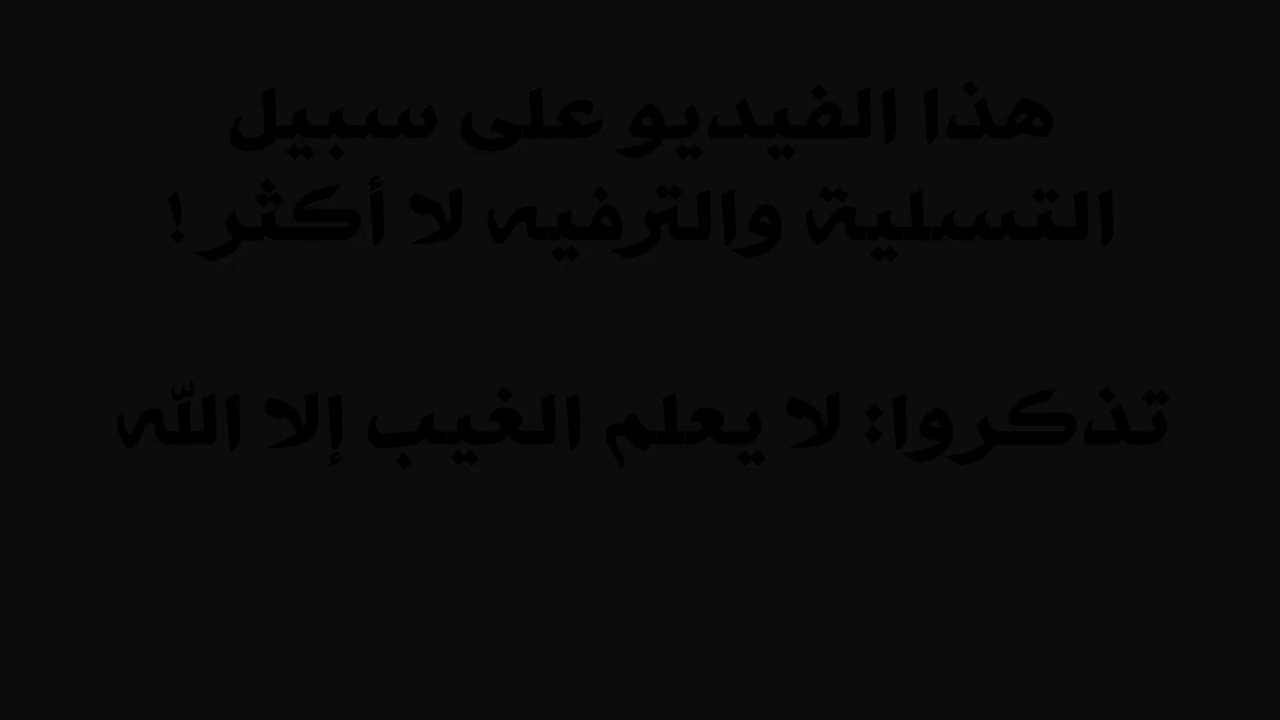 هذا الفيديو على سبيل
التسلية والترفيه لا أكثر !
تذكروا: لا يعلم الغيب إلا الله